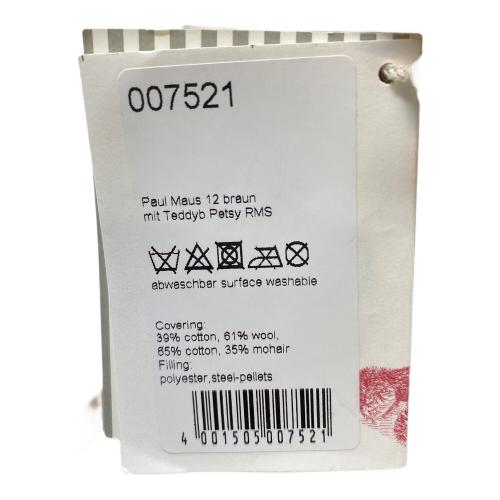 007521
Paul Maus 12 braun
mit Teddyb Petsy RMS
abwaschbar surface washable
Covering:
39% cotton, 61% wool,
65% cotton, 35% mohair
Filling:
polyester,steel-pellets
4 001505 007521